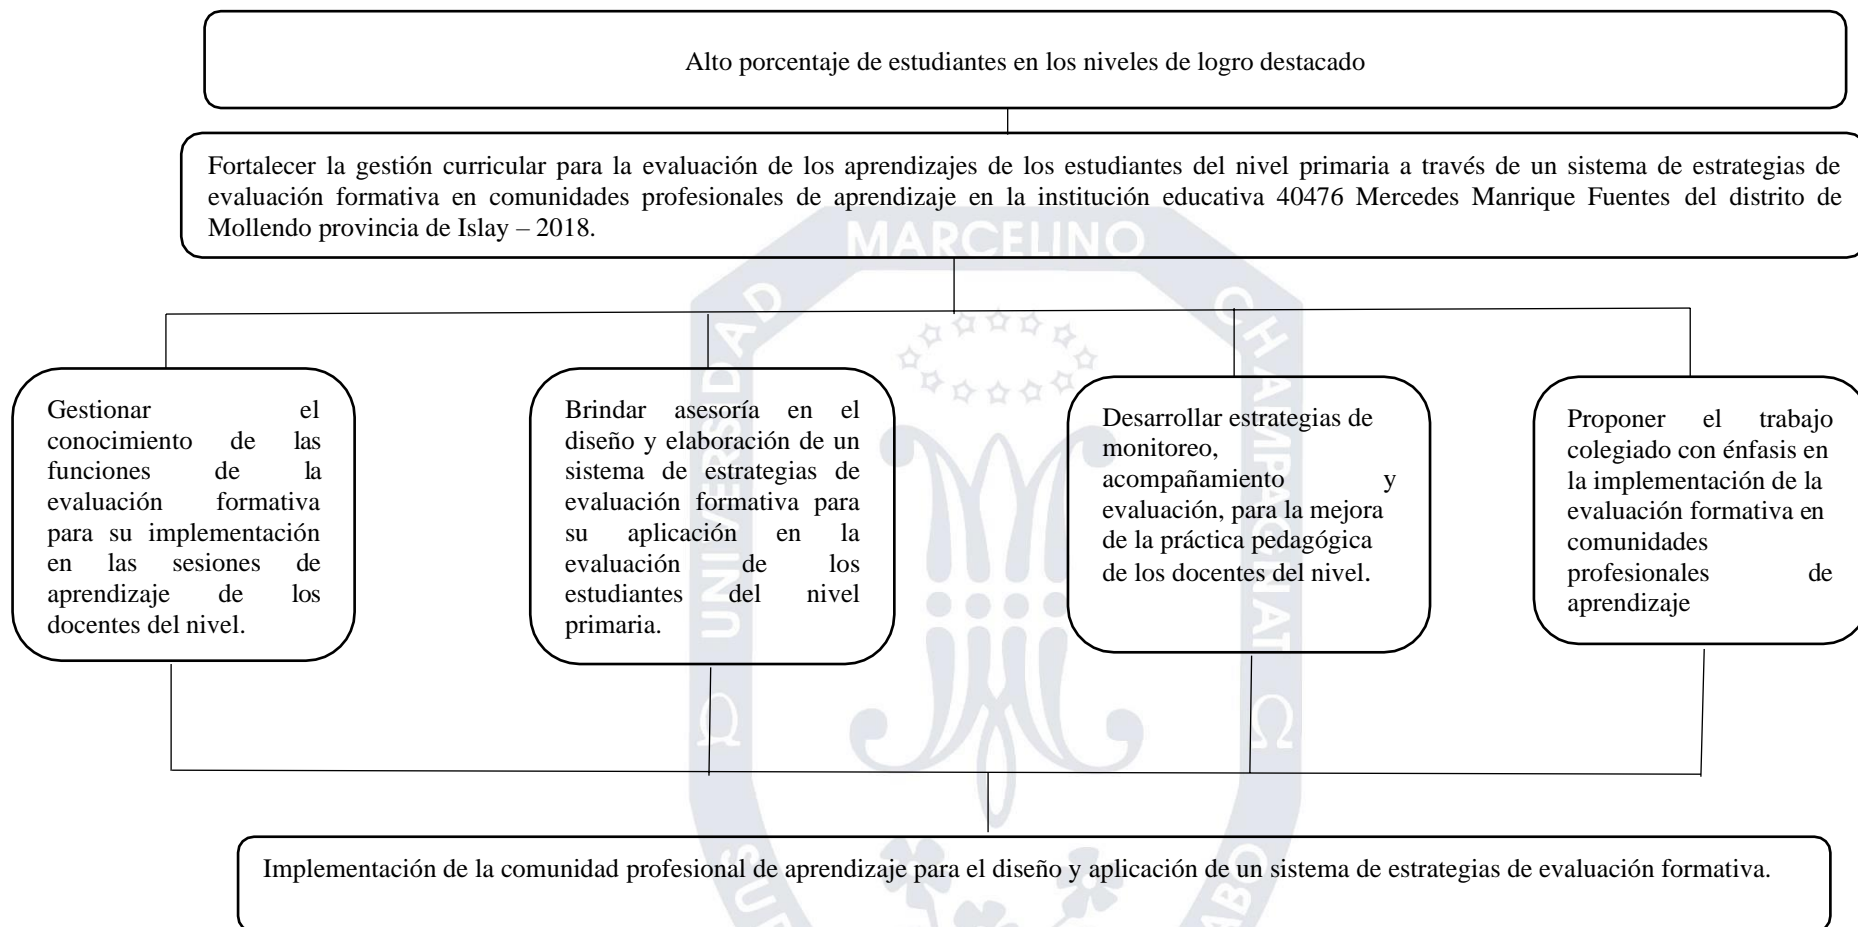 Alto porcentaje de estudiantes en los niveles de logro destacado
Fortalecer la gestión curricular para la evaluación de los aprendizajes de los estudiantes del nivel primaria a través de un sistema de estrategias de
evaluación formativa en comunidades profesionales de aprendizaje en la institución educativa 40476 Mercedes Manrique Fuentes del distrito de
Mollendo provincia de Islay – 2018.
MARCELINO
CHAMPAGNAT
UNIVERSIDAD
Gestionar el
conocimiento de las
funciones de la
evaluación formativa
para su implementación
en las sesiones de
aprendizaje de los
docentes del nivel.
Brindar asesoría en el
diseño y elaboración de un
sistema de estrategias de
evaluación formativa para
su aplicación en la
evaluación de los
estudiantes del nivel
primaria.
Desarrollar estrategias de
monitoreo,
acompañamiento y
evaluación, para la mejora
de la práctica pedagógica
de los docentes del nivel.
Proponer el trabajo
colegiado con énfasis en
la implementación de la
evaluación formativa en
comunidades
profesionales de
aprendizaje
Ω Ω
Implementación de la comunidad profesional de aprendizaje para el diseño y aplicación de un sistema de estrategias de evaluación formativa.